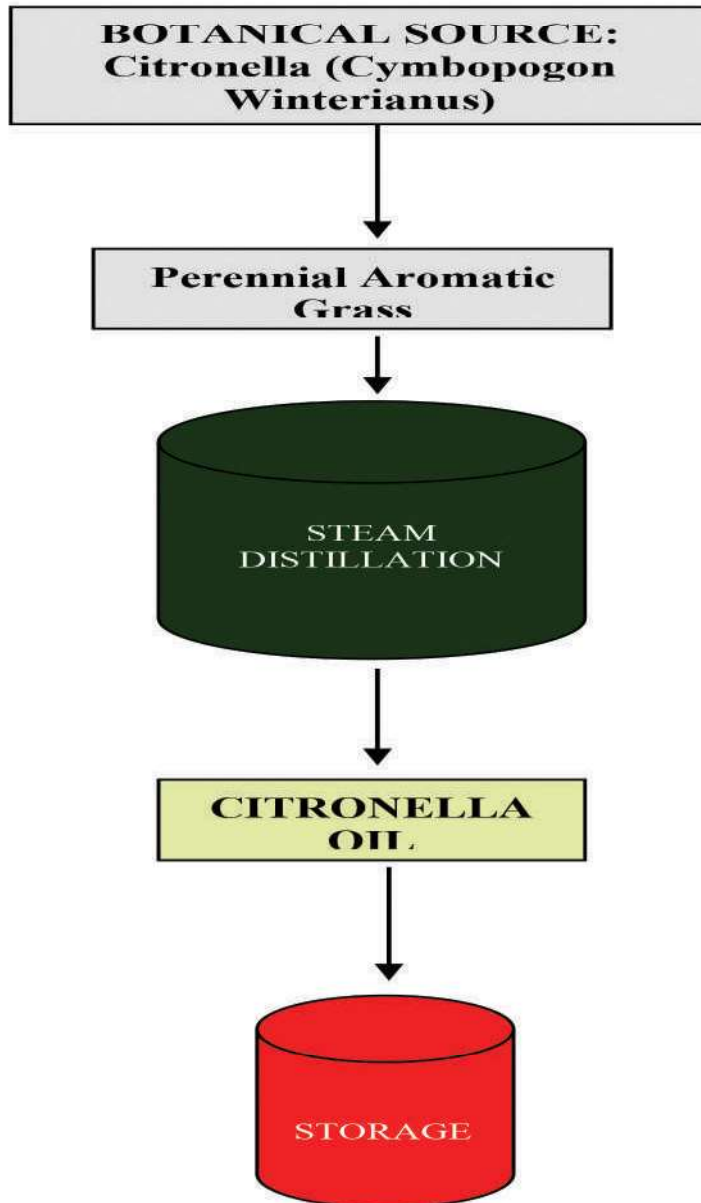 BOTANICAL SOURCE:
Citronella (Cymbopogon
Winterianus)
Perennial Aromatic
Grass
STEAM
DISTILLATION
CITRONELLA
OIL
STORAGE